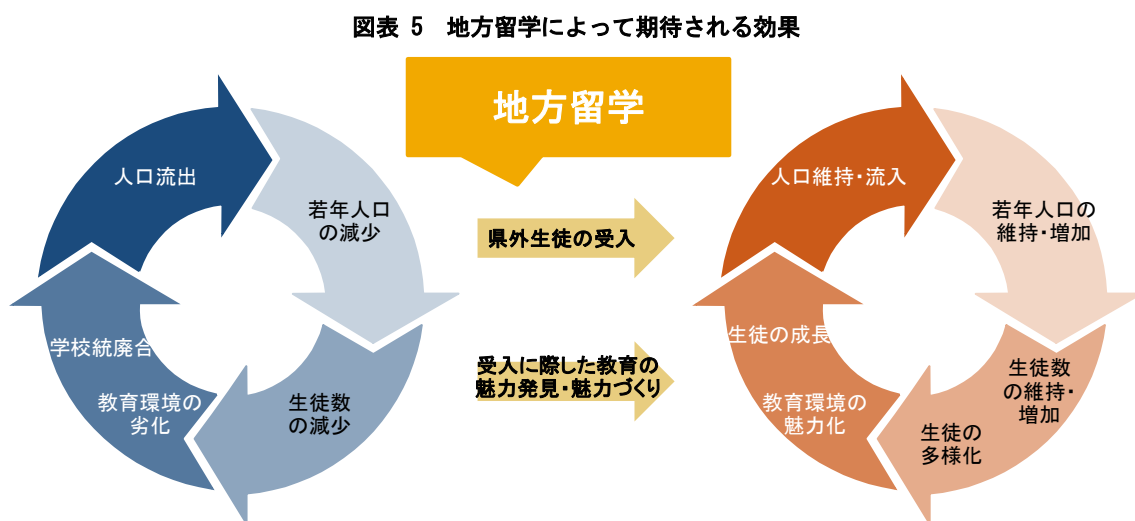 図表 5 地方留学によって期待される効果
地方留学
人口流出
若年人口
の減少
生徒数
の減少
教育環境の
劣化
学校統廃合
県外生徒の受入
受入に際した教育の
魅力発見・魅力づくり
人口維持・流入
若年人口の
維持・増加
生徒数
の維持・
増加
生徒の
多様化
教育環境の
魅力化
生徒の成長